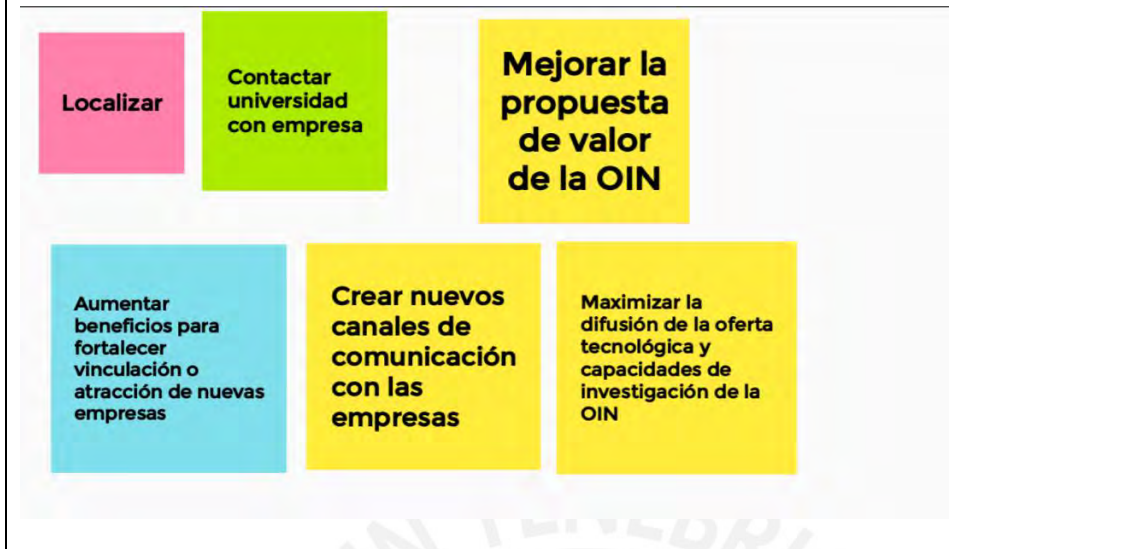 Localizar
Contactar
universidad
con empresa
Mejorar la
propuesta
de valor
de la OIN
Aumentar
beneficios para
fortalecer
vinculación o
atracción de nuevas
empresas
Crear nuevos
canales de
comunicación
con las
empresas
Maximizar la
difusión de la oferta
tecnológica y
capacidades de
investigación de la
OIN